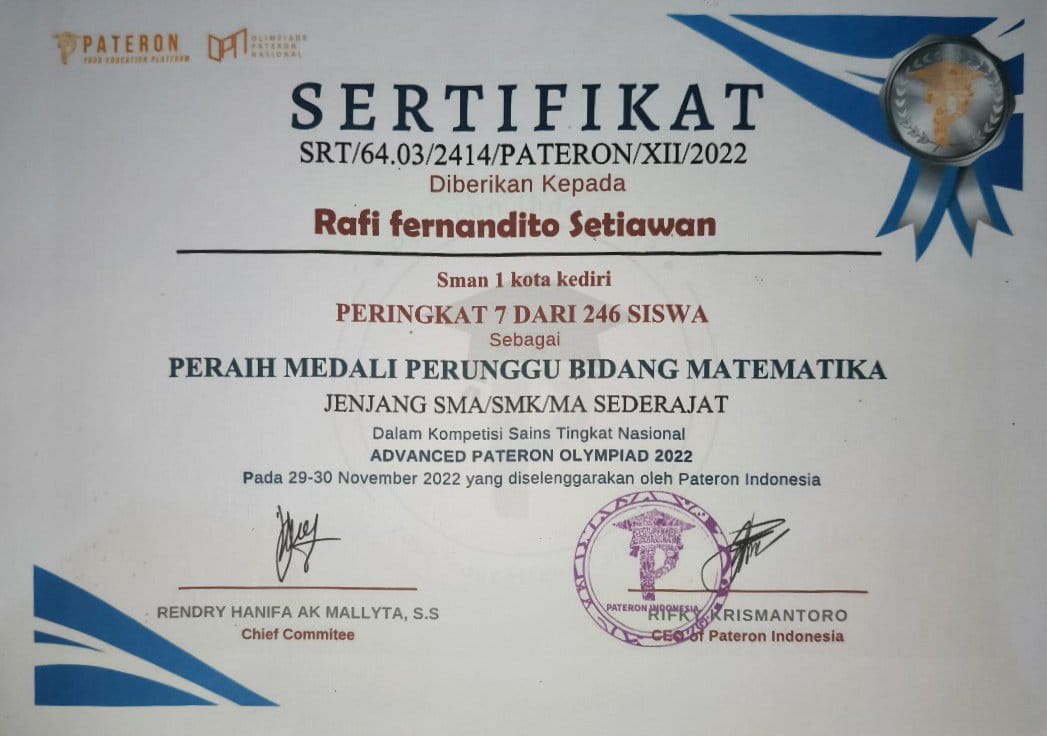 PATERON
YOUR EDUCATION PLATFORM
OLIMPIADE
PATERON
NASIONAL
SERTIFIKAT
SRT/64.03/2414/PATERON/XII/2022
Diberikan Kepada
Rafi fernandito Setiawan
Sman 1 kota kediri
PERINGKAT 7 DARI 246 SISWA
Sebagai
PERAIH MEDALI PERUNGGU BIDANG MATEMATIKA
JENJANG SMA/SMK/MA SEDERAJAT
Dalam Kompetisi Sains Tingkat Nasional
ADVANCED PATERON OLYMPIAD 2022
Pada 29-30 November 2022 yang diselenggarakan oleh Pateron Indonesia
PATERON INDONESIA
RENDRY HANIFA AK MALLYTA, S.S
RIFKY KRISMANTORO
Chief Commitee
CEO of Pateron Indonesia